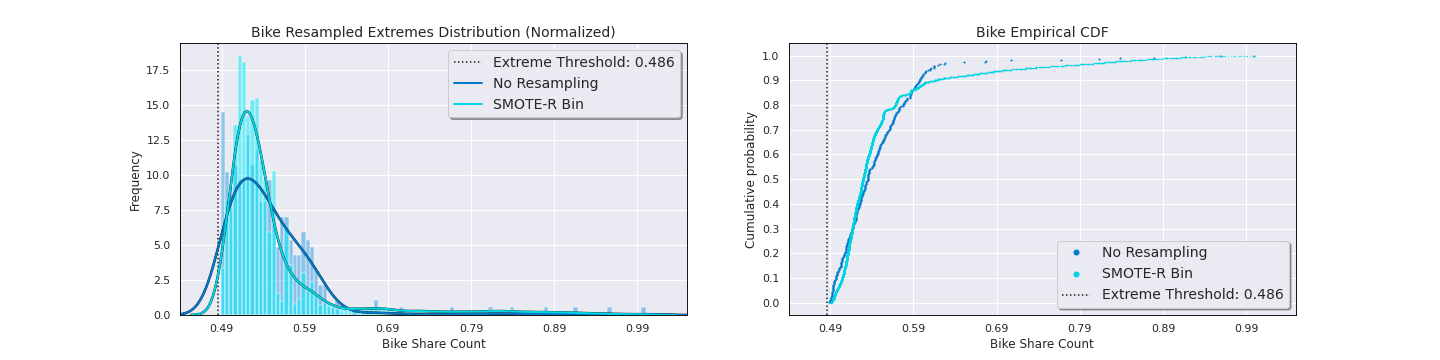 Bike Resampled Extremes Distribution (Normalized)
Extreme Threshold: 0.486
No Resampling
SMOTE-R Bin
17.5
15.0
12.5
10.0
7.5
5.0
2.5
0.0
Frequency
0.49 0.59 0.69 0.79 0.89 0.99
Bike Share Count
Bike Empirical CDF
1.0
0.9
0.8
0.7
0.6
0.5
0.4
0.3
0.2
0.1
0.0
Cumulative probability
No Resampling
SMOTE-R Bin
Extreme Threshold: 0.486
0.49 0.59 0.69 0.79 0.89 0.99
Bike Share Count